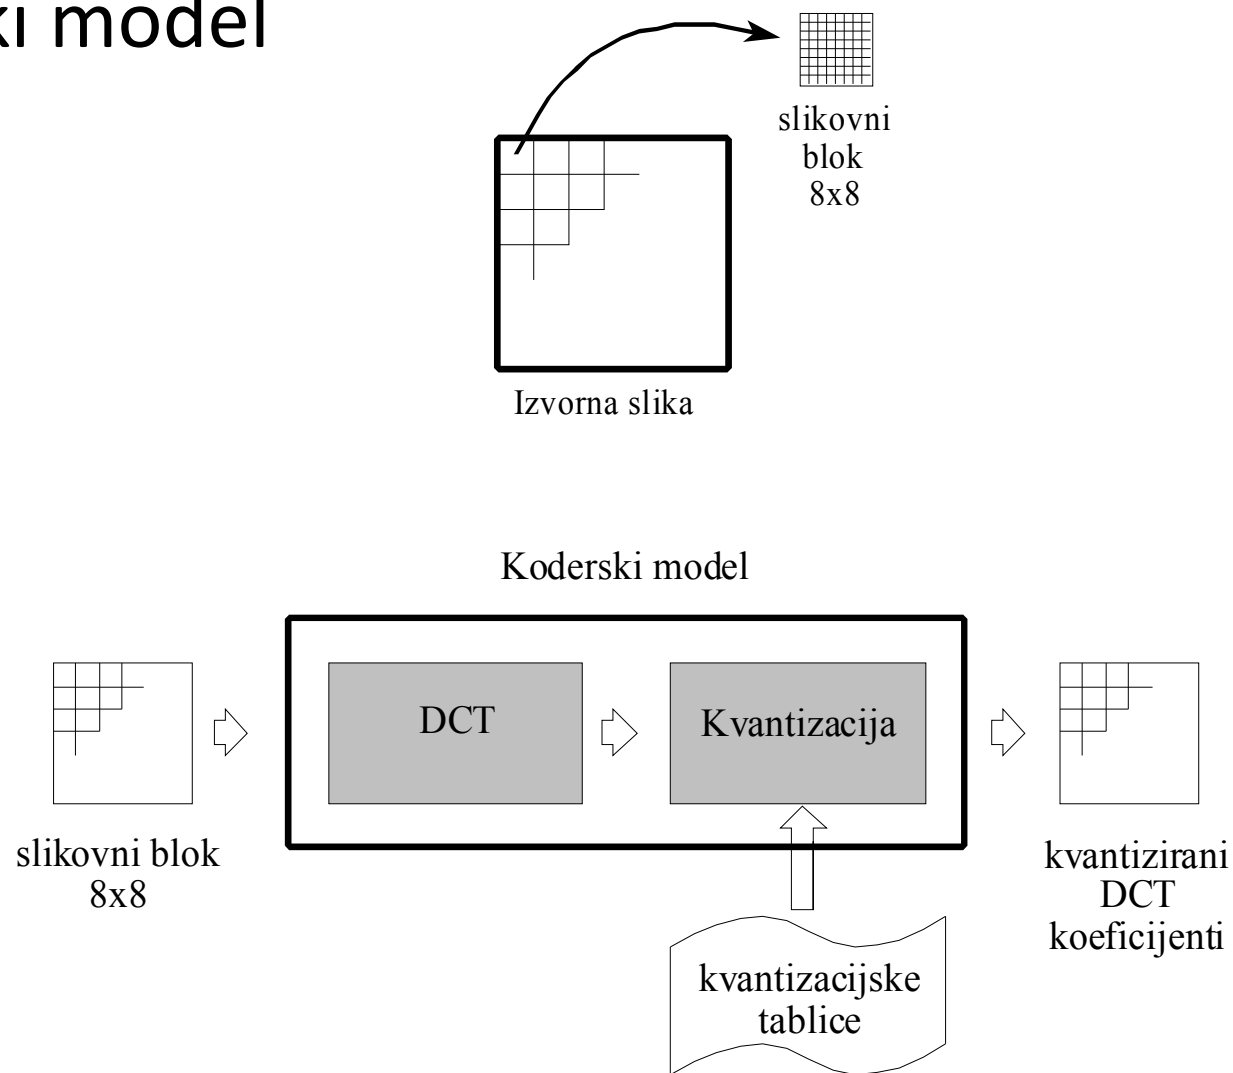 ki model
slikovni
blok
8x8
Izvorna slika
Koderski model
DCT
Kvantizacija
slikovni blok
8x8
kvantizirani
DCT
koeficijenti
kvantizacijske
tablice